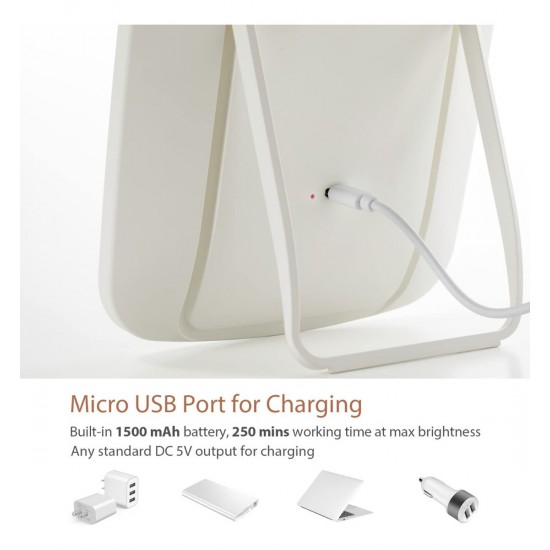 Micro USB Port for Charging
Built-in 1500 mAh battery, 250 mins working time at max brightness
Any standard DC 5V output for charging